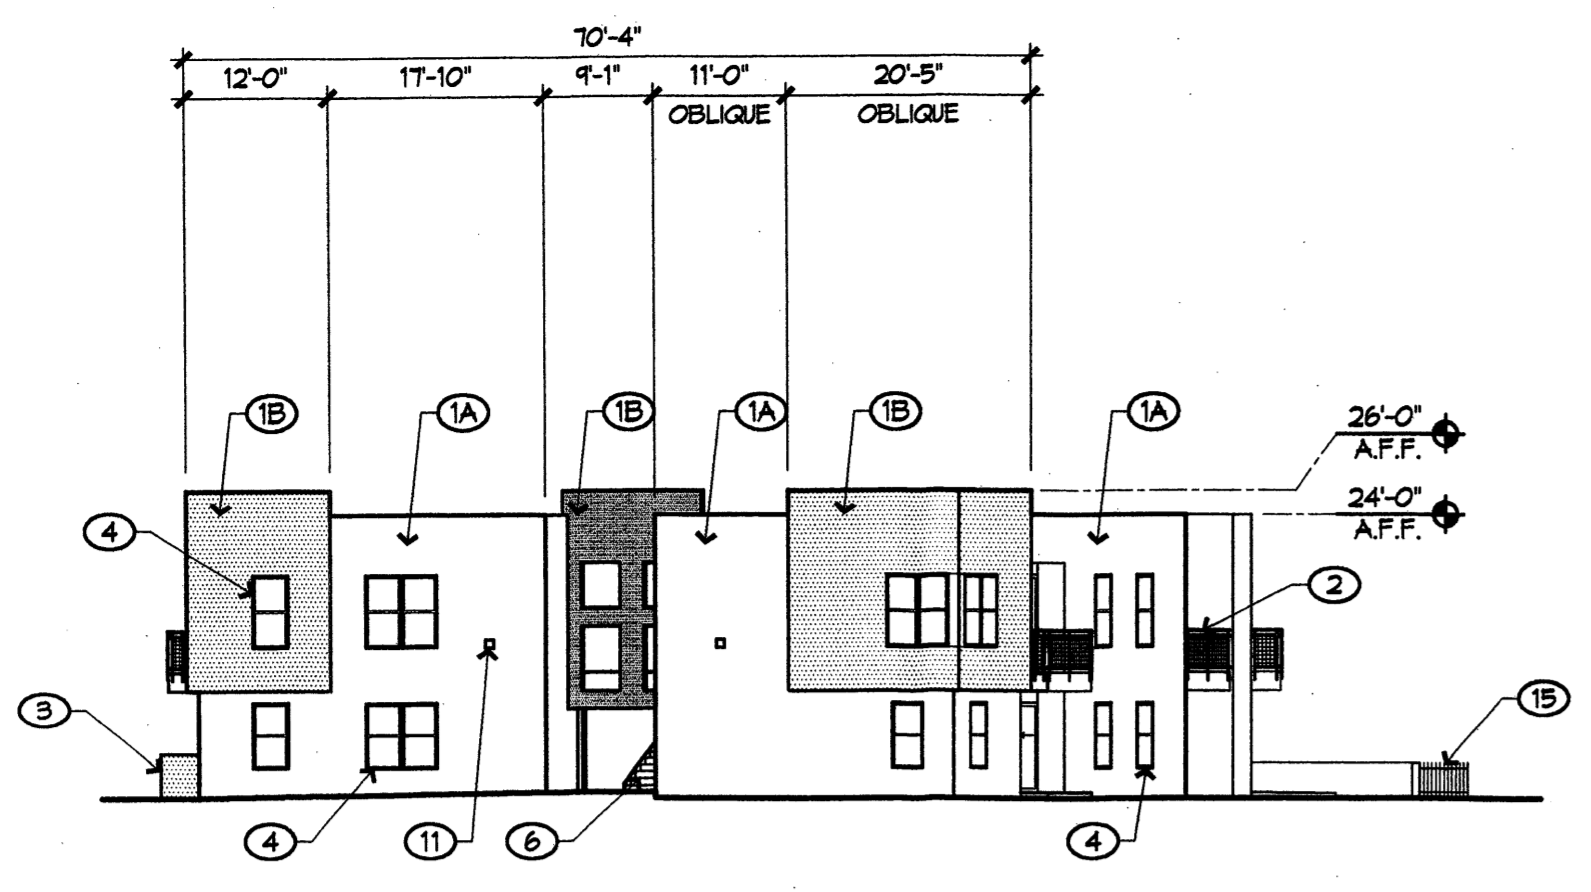 70'-4"
12'-0" 17'-10" 9'-1" 11'-0" 20'-5"
OBLIQUE OBLIQUE
1B 1A 1B 1A 1B 1A
26'-0"
A.F.F.
24'-0"
A.F.F.
4
2
3
15
4 11 6 4